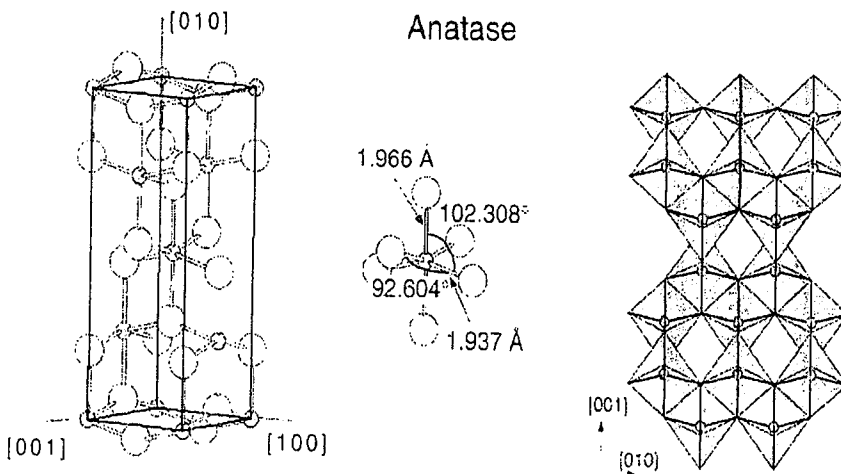 [010]
Anatase
1.966 Å
102.308°
92.604°
1.937 Å
[001]
[100]
[001]
[010]